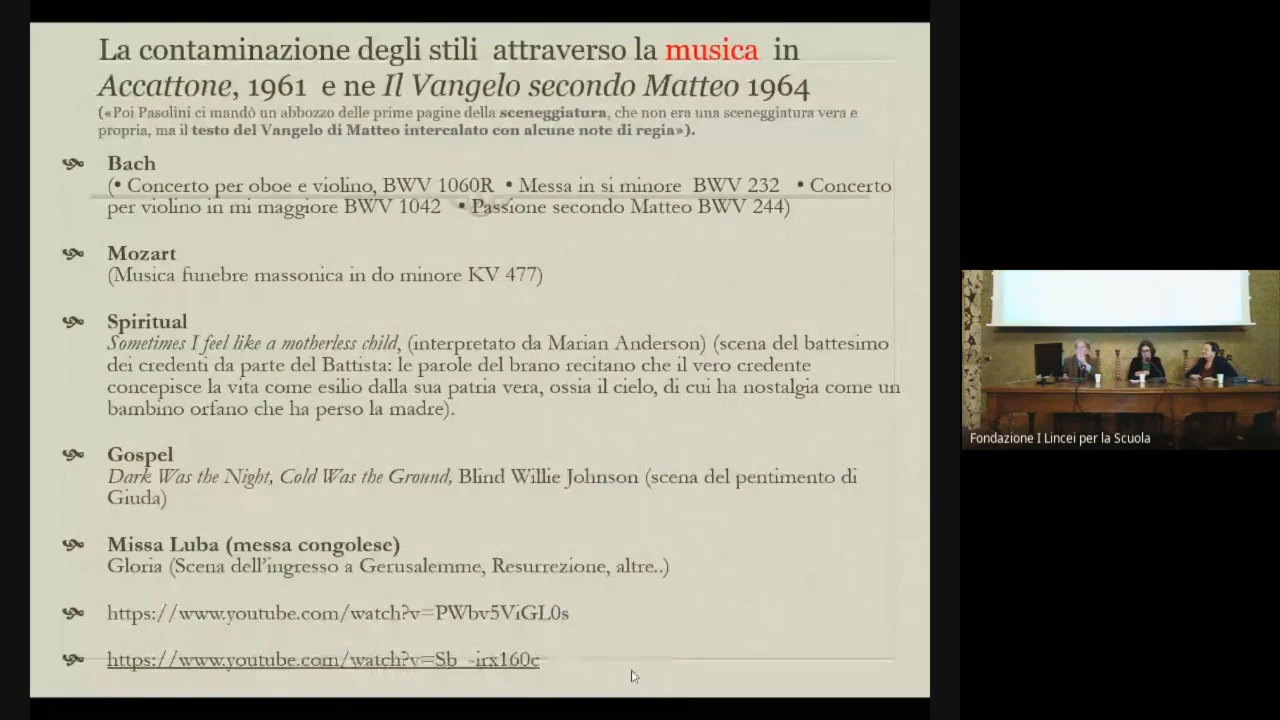 La contaminazione degli stili attraverso la musica in
Accattone, 1961 e ne Il Vangelo secondo Matteo 1964
(«Poi Pasolini ci mandò un abbozzo delle prime pagine della sceneggiatura, che non era una sceneggiatura vera e
propria, ma il testo del Vangelo di Matteo intercalato con alcune note di regia»).
Bach
(• Concerto per oboe e violino, BWV 1060R • Messa in si minore BWV 232 • Concerto
per violino in mi maggiore BWV 1042 • Passione secondo Matteo BWV 244)
Mozart
(Musica funebre massonica in do minore KV 477)
Spiritual
Sometimes I feel like a motherless child, (interpretato da Marian Anderson) (scena del battesimo
dei credenti da parte del Battista: le parole del brano recitano che il vero credente
concepisce la vita come esilio dalla sua patria vera, ossia il cielo, di cui ha nostalgia come un
bambino orfano che ha perso la madre).
Gospel
Dark Was the Night, Cold Was the Ground, Blind Willie Johnson (scena del pentimento di
Giuda)
Missa Luba (messa congolese)
Gloria (Scena dell'ingresso a Gerusalemme, Resurrezione, altre..)
https://www.youtube.com/watch?v=PWbv5ViGL0s
https://www.youtube.com/watch?v=Sb_-irx160c
Fondazione I Lincei per la Scuola